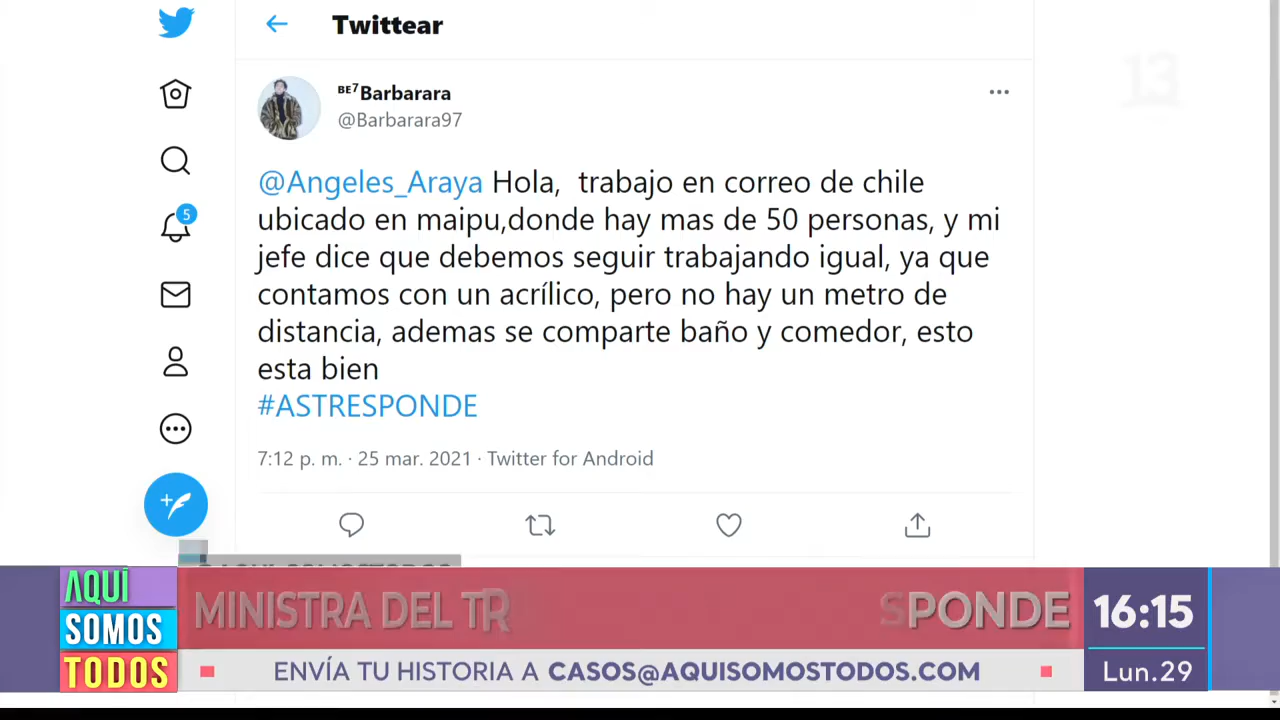 Twittear
13
ᴮᴱ⁷Barbarara
@Barbarara97
@Angeles_Araya Hola,  trabajo en correo de chile
ubicado en maipu,donde hay mas de 50 personas, y mi
jefe dice que debemos seguir trabajando igual, ya que
contamos con un acrílico, pero no hay un metro de
distancia, ademas se comparte baño y comedor, esto
esta bien
#ASTRESPONDE
7:12 p. m. · 25 mar. 2021 · Twitter for Android
5
AQUÍ
SOMOS
TODOS
MINISTRA DEL TR SPONDE
16:15
ENVÍA TU HISTORIA A CASOS@AQUISOMOSTODOS.COM
Lun.29